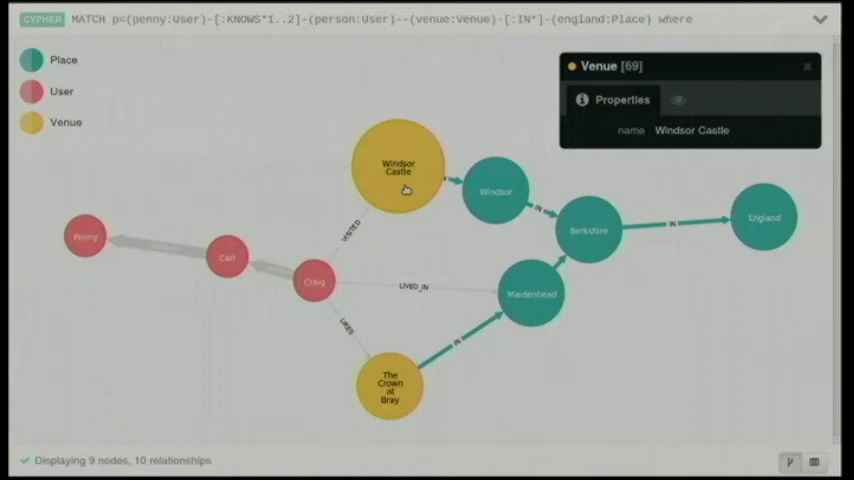 CYPHER MATCH p=(penny:User)-[:KNOWS*1..2]-(person:User)--(venue:Venue)-[:IN*]-(england:Place) where
Place
User
Venue
Venue [69]
Properties
name Windsor Castle
Windsor
Castle
Windsor
IN
Berkshire
IN
England
VISITED
Penny
Carl
Craig
LIVED_IN
Maidenhead
LIKES
IN
The
Crown
at
Bray
Displaying 9 nodes, 10 relationships